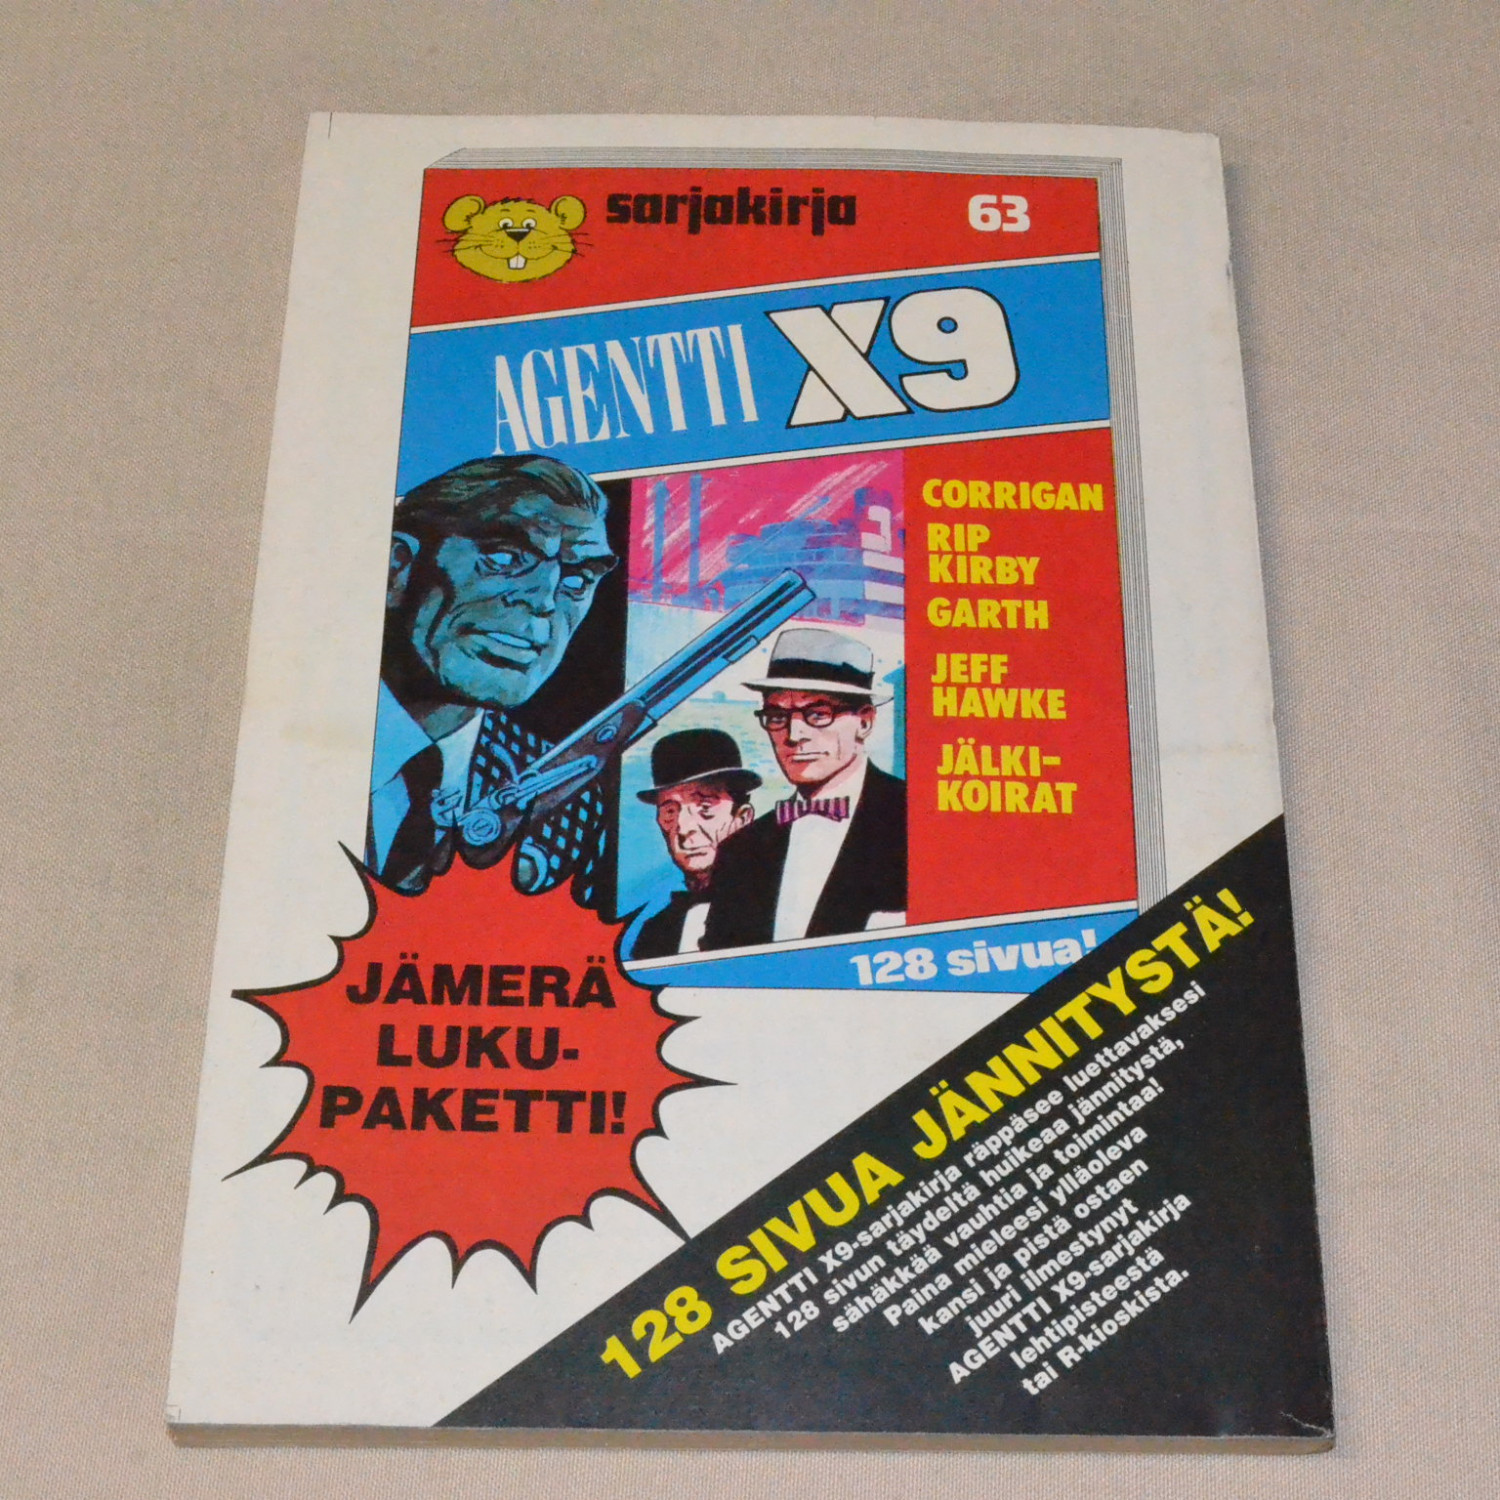 sarjakirja
63
AGENTTI X9
CORRIGAN
RIP
KIRBY
GARTH
JEFF
HAWKE
JÄLKI-
KOIRAT
128 sivua!
JÄMERÄ
LUKU-
PAKETTI!
128 SIVUA JÄNNITYSTÄ!
AGENTTI X9-sarjakirja räppäsee luettavaksesi
128 sivun täydeltä huikeaa jännitystä,
sähäkkää vauhtia ja toimintaa!
Paina mieleesi ylläoleva
kansi ja pistä ostaen
juuri ilmestynyt
AGENTTI X9-sarjakirja
lehtipisteestä
tai R-kioskista.